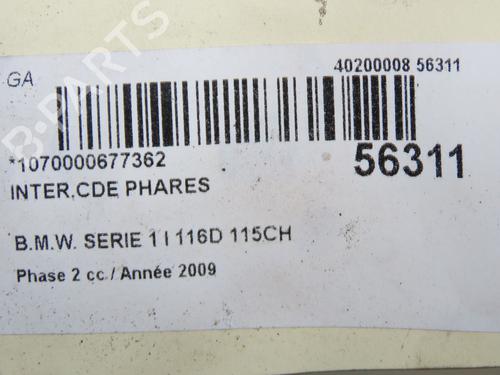 GA
40200008 56311
*1070000677362
56311
INTER.CDE PHARES
B.M.W. SERIE 1 I 116D 115CH
Phase 2 cc / Année 2009
B-PARTS